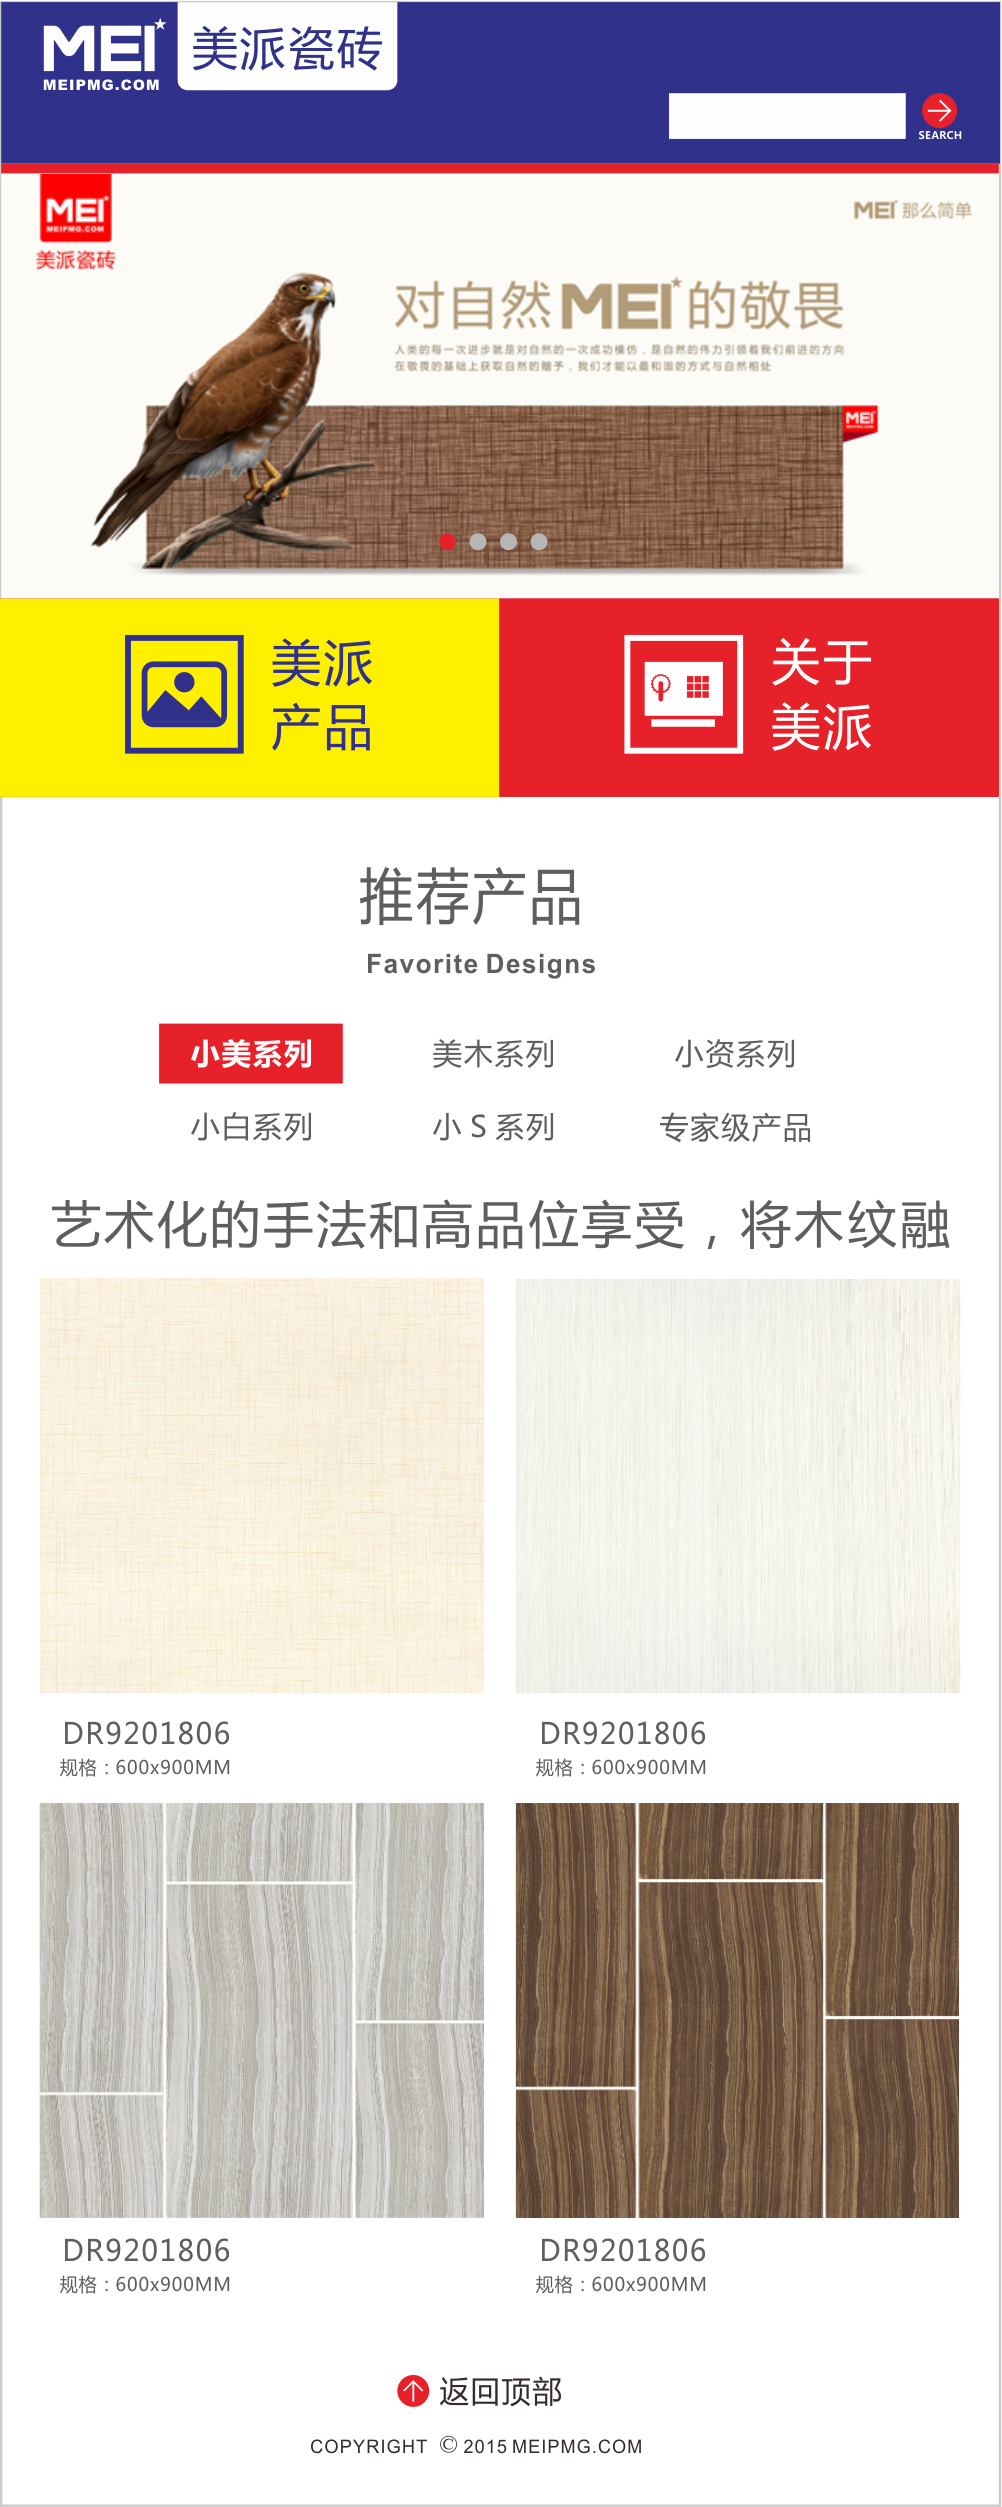 MEI
MEIPMG.COM
美派瓷砖
SEARCH
MEI
MEIPMG.COM
美派瓷砖
MEI 那么简单
对自然MEI的敬畏
人类的每一次进步就是对自然的一次成功模仿，是自然的伟力引领着我们前进的方向
在敬畏的基础上获取自然的赠予，我们才能以最和谐的方式与自然相处
MEI
美派
产品
关于
美派
推荐产品
Favorite Designs
小美系列
美木系列
小资系列
小白系列
小 S 系列
专家级产品
艺术化的手法和高品位享受，将木纹融
DR9201806
规格：600x900MM
DR9201806
规格：600x900MM
DR9201806
规格：600x900MM
DR9201806
规格：600x900MM
返回顶部
COPYRIGHT © 2015 MEIPMG.COM